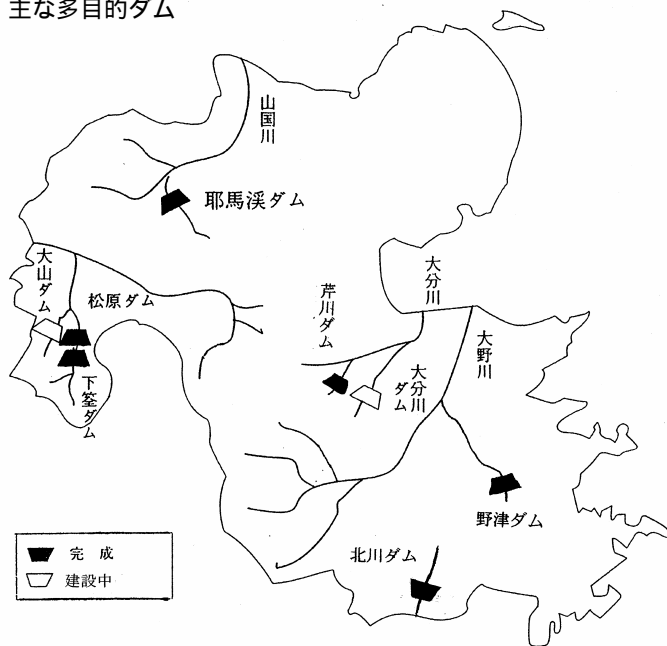 主な多目的ダム
山国川
耶馬渓ダム
大山ダム
松原ダム
下筌ダム
芹川ダム
大分川
大分川ダム
大野川
野津ダム
北川ダム
完成
建設中